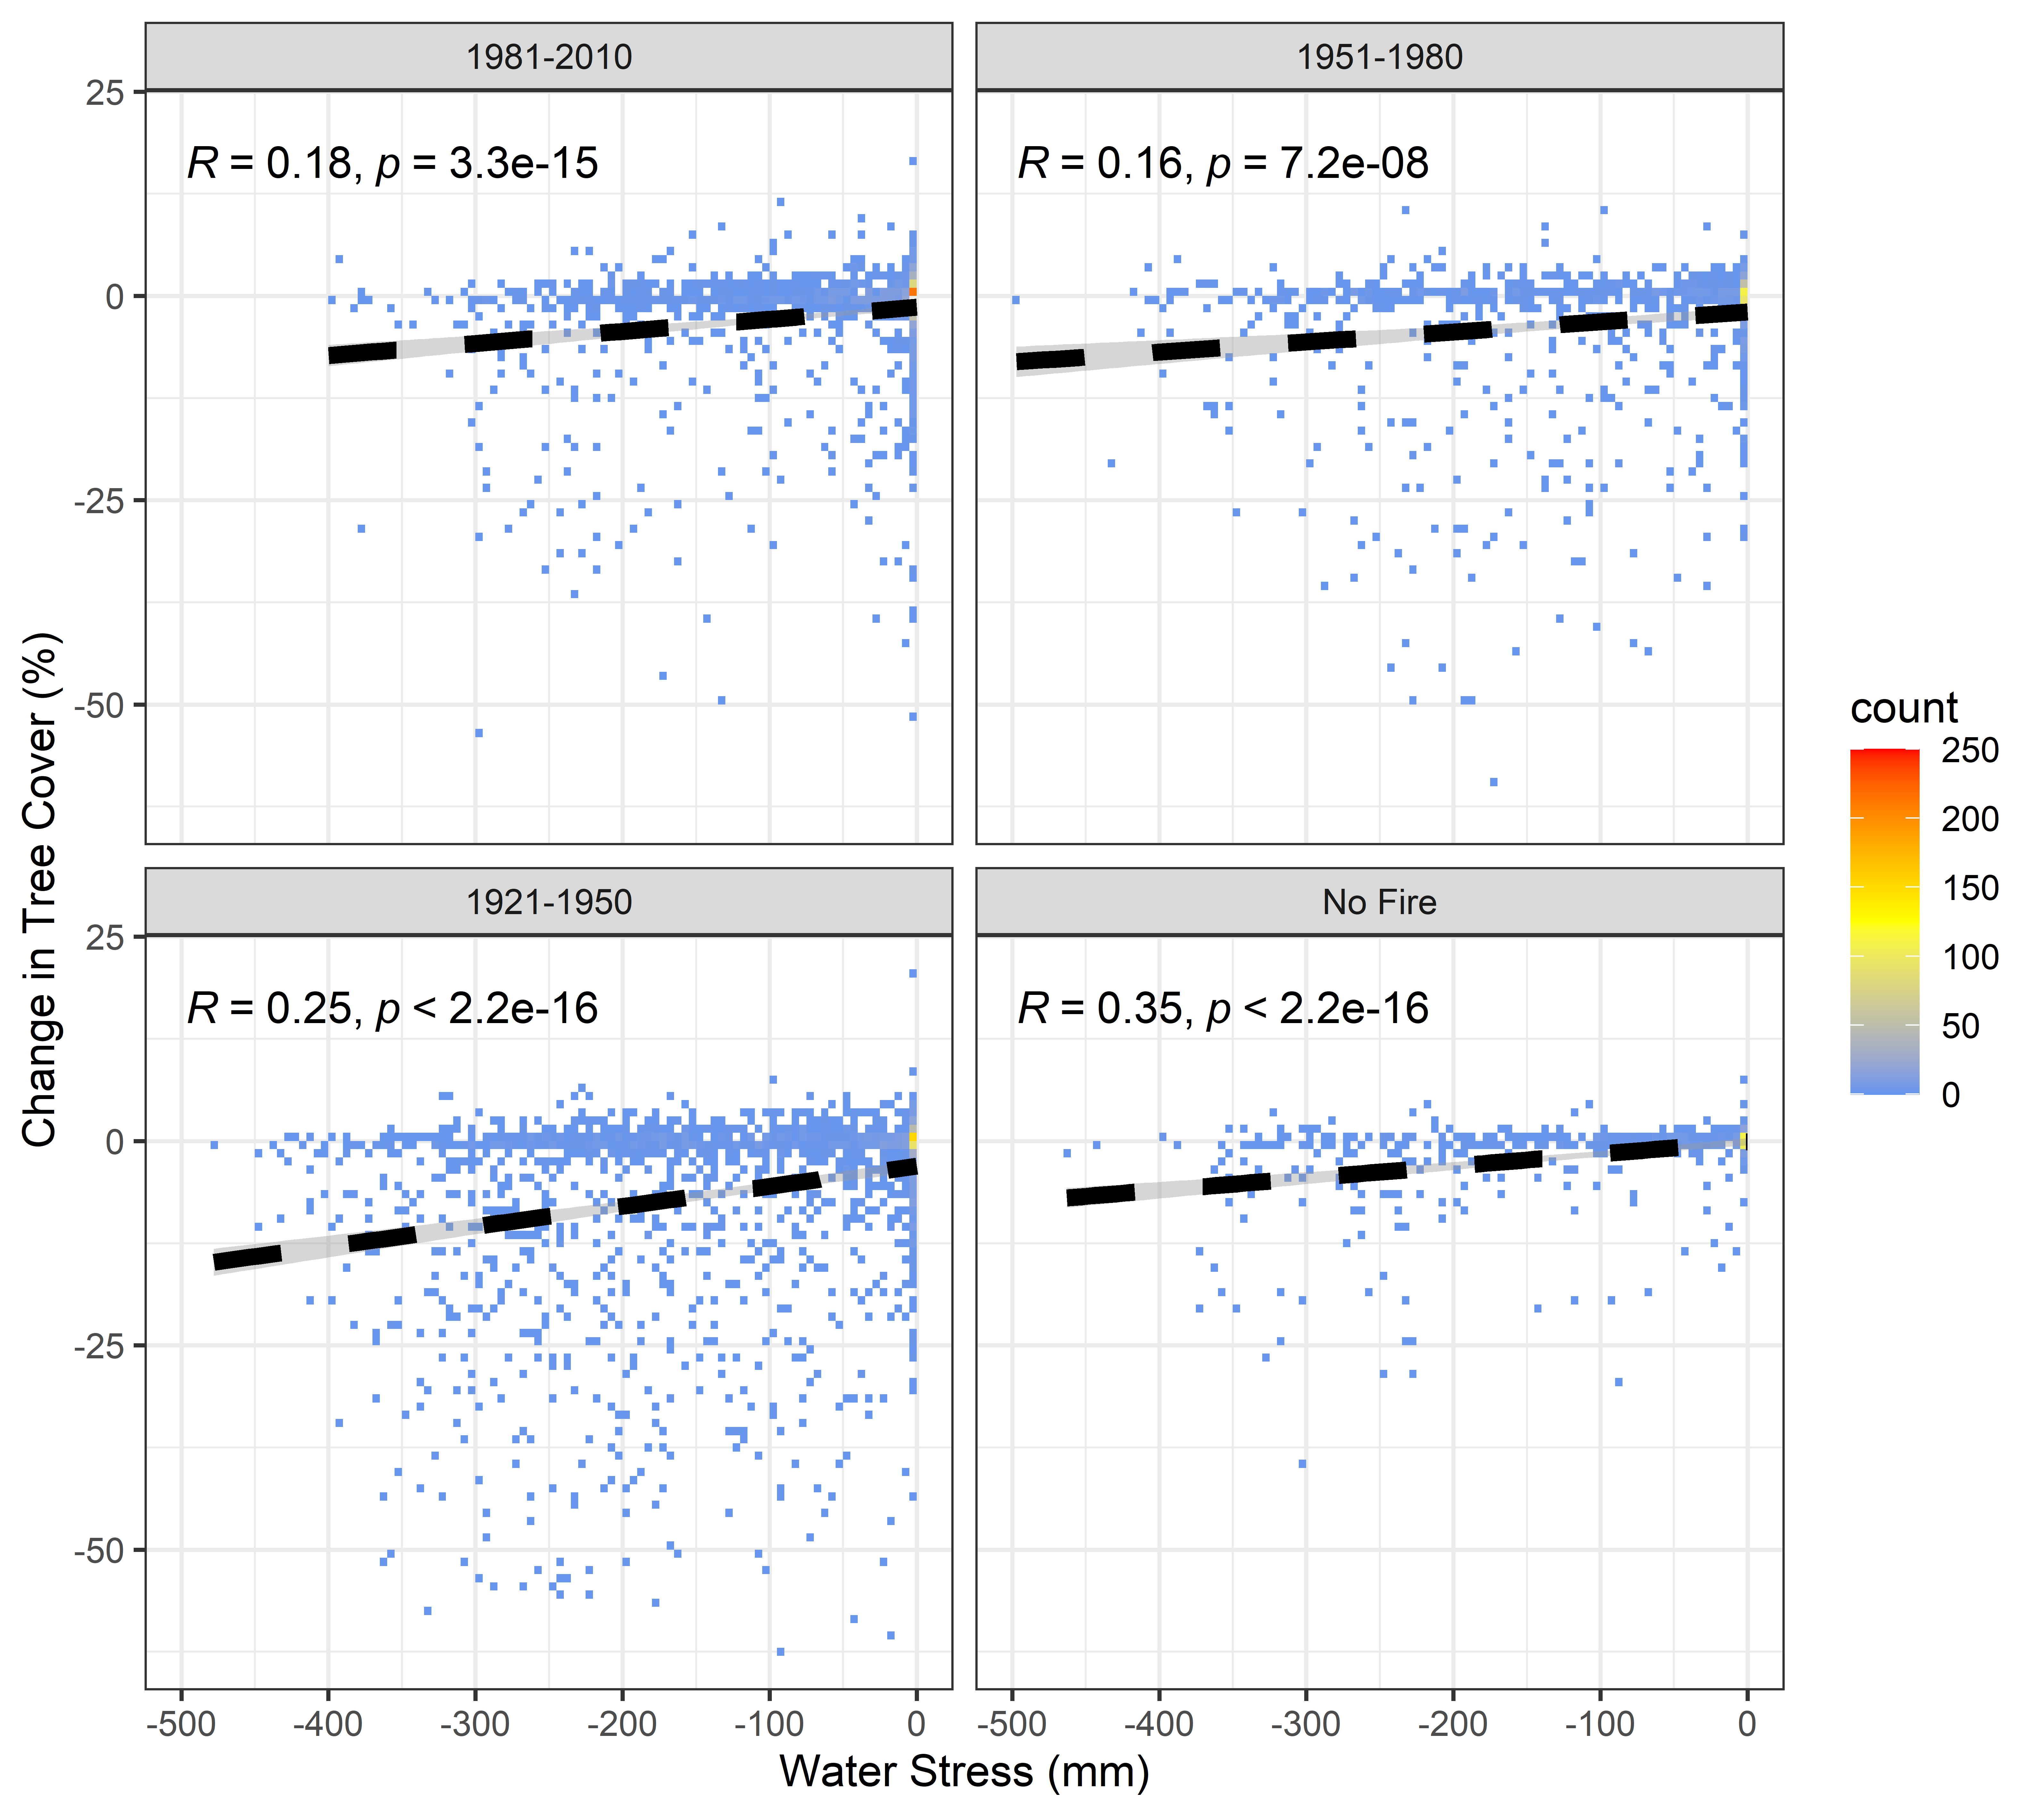 1981-2010
1951-1980
R = 0.18, p = 3.3e-15
R = 0.16, p = 7.2e-08
25
0
-25
-50
1921-1950
No Fire
R = 0.25, p < 2.2e-16
R = 0.35, p < 2.2e-16
25
0
-25
-50
-500 -400 -300 -200 -100 0
-500 -400 -300 -200 -100 0
Water Stress (mm)
Change in Tree Cover (%)
count
250
200
150
100
50
0